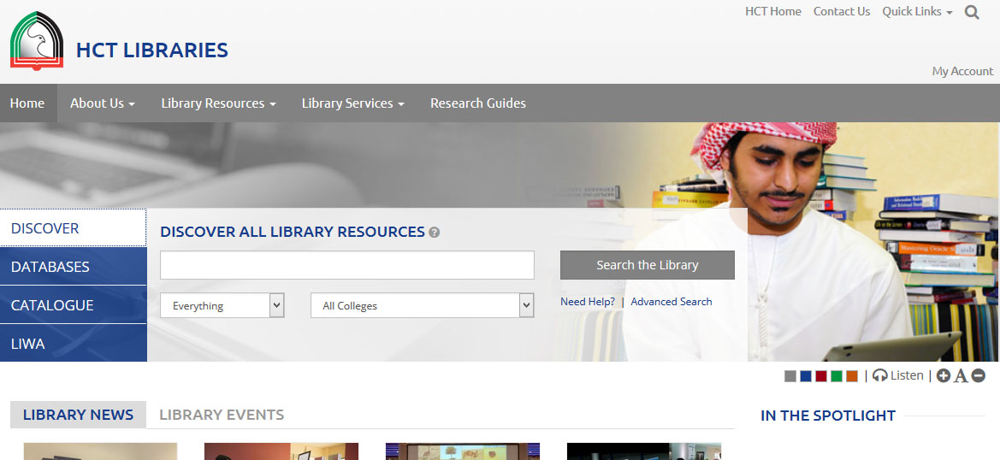 HCT Home Contact Us Quick Links
HCT LIBRARIES
My Account
Home About Us Library Resources Library Services Research Guides
DISCOVER
DATABASES
CATALOGUE
LIWA
DISCOVER ALL LIBRARY RESOURCES ?
Search the Library
Everything All Colleges
Need Help? | Advanced Search
| Listen | A
LIBRARY NEWS LIBRARY EVENTS
IN THE SPOTLIGHT